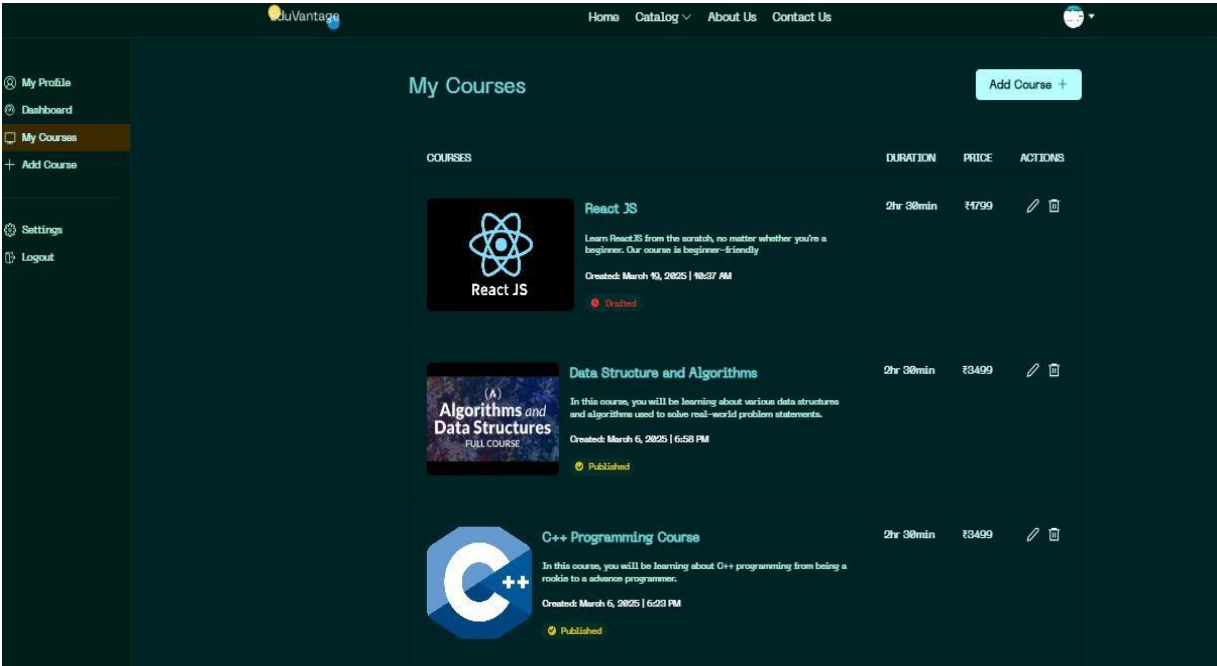 EduVantage
Home Catalog About Us Contact Us
My Profile
Dashboard
My Courses
Add Course
Settings
Logout
My Courses
Add Course +
COURSES DURATION PRICE ACTIONS
React JS
React JS 2hr 30min ₹1799
Learn ReactJS from the scratch, no matter whether you're a
beginner. Our course is beginner-friendly
Created: March 19, 2025 | 10:37 AM
Drafted
(A)
Algorithms and
Data Structures
FULL COURSE
Data Structure and Algorithms 2hr 30min ₹3499
In this course, you will be learning about various data structures
and algorithms used to solve real-world problem statements.
Created: March 6, 2025 | 6:58 PM
Published
C++
C++ Programming Course 2hr 30min ₹3499
In this course, you will be learning about C++ programming from being a
rookie to a advance programmer.
Created: March 6, 2025 | 6:23 PM
Published